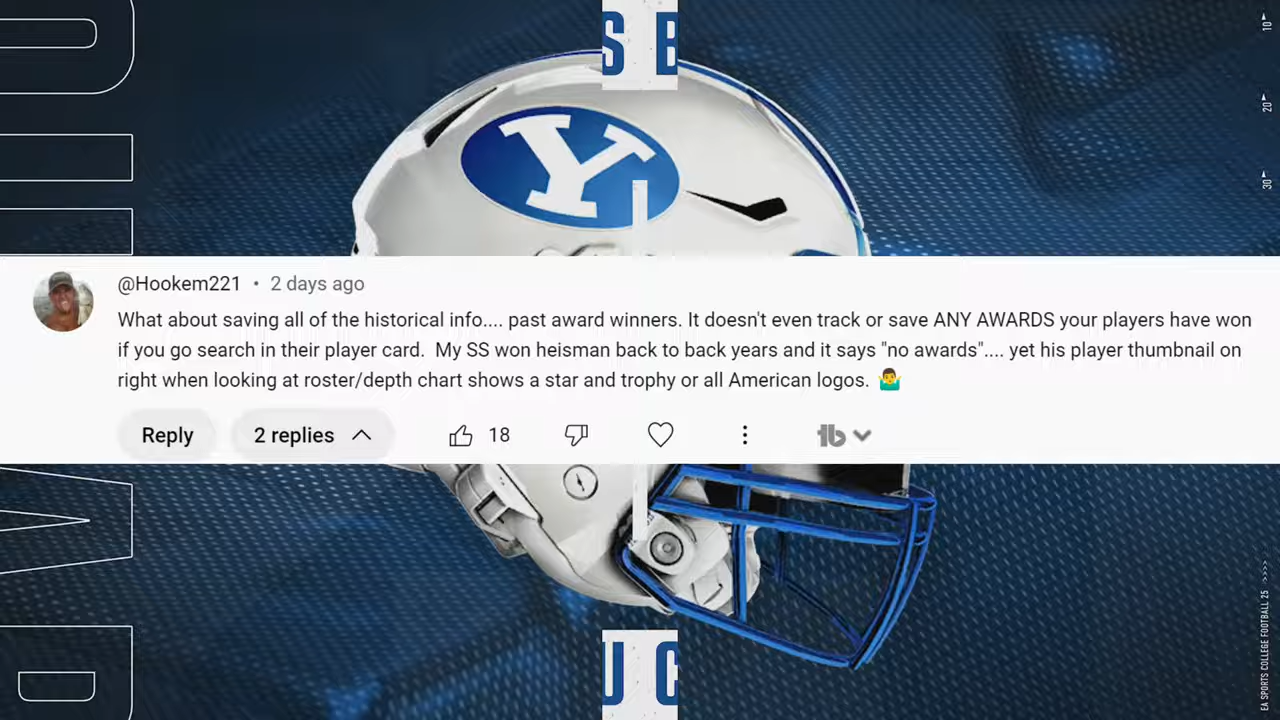 S B
10
20
30
Y
@Hookem221 • 2 days ago
What about saving all of the historical info.... past award winners. It doesn't even track or save ANY AWARDS your players have won
if you go search in their player card.  My SS won heisman back to back years and it says "no awards".... yet his player thumbnail on
right when looking at roster/depth chart shows a star and trophy or all American logos. 🤷‍♂️
Reply
2 replies
18
tb
U C
EA SPORTS COLLEGE FOOTBALL 25 >>>>